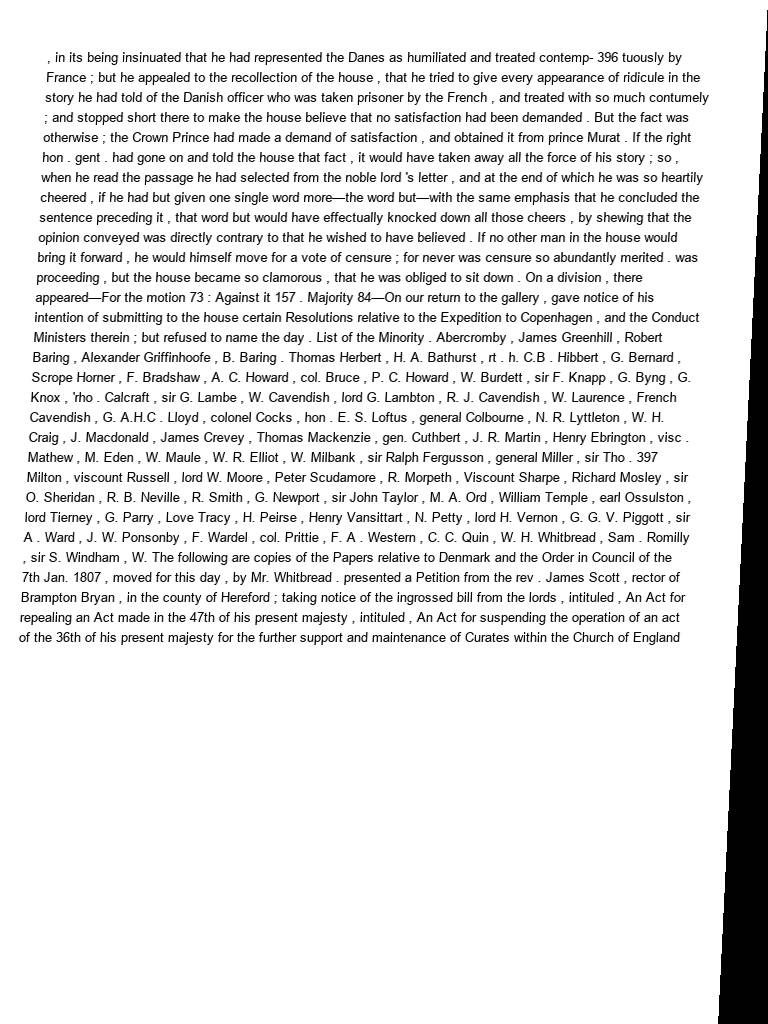 , in its being insinuated that he had represented the Danes as humiliated and treated contemp- 396 tuously by
France ; but he appealed to the recollection of the house , that he tried to give every appearance of ridicule in the
story he had told of the Danish officer who was taken prisoner by the French , and treated with so much contumely
; and stopped short there to make the house believe that no satisfaction had been demanded . But the fact was
otherwise ; the Crown Prince had made a demand of satisfaction , and obtained it from prince Murat . If the right
hon . gent . had gone on and told the house that fact , it would have taken away all the force of his story ; so ,
when he read the passage he had selected from the noble lord 's letter , and at the end of which he was so heartily
cheered , if he had but given one single word more—the word but—with the same emphasis that he concluded the
sentence preceding it , that word but would have effectually knocked down all those cheers , by shewing that the
opinion conveyed was directly contrary to that he wished to have believed . If no other man in the house would
bring it forward , he would himself move for a vote of censure ; for never was censure so abundantly merited . was
proceeding , but the house became so clamorous , that he was obliged to sit down . On a division , there
appeared—For the motion 73 : Against it 157 . Majority 84—On our return to the gallery , gave notice of his
intention of submitting to the house certain Resolutions relative to the Expedition to Copenhagen , and the Conduct
Ministers therein ; but refused to name the day . List of the Minority . Abercromby , James Greenhill , Robert
Baring , Alexander Griffinhoofe , B. Baring . Thomas Herbert , H. A. Bathurst , rt . h. C.B . Hibbert , G. Bernard ,
Scrope Horner , F. Bradshaw , A. C. Howard , col. Bruce , P. C. Howard , W. Burdett , sir F. Knapp , G. Byng , G.
Knox , 'rho . Calcraft , sir G. Lambe , W. Cavendish , lord G. Lambton , R. J. Cavendish , W. Laurence , French
Cavendish , G. A.H.C . Lloyd , colonel Cocks , hon . E. S. Loftus , general Colbourne , N. R. Lyttleton , W. H.
Craig , J. Macdonald , James Crevey , Thomas Mackenzie , gen. Cuthbert , J. R. Martin , Henry Ebrington , visc .
Mathew , M. Eden , W. Maule , W. R. Elliot , W. Milbank , sir Ralph Fergusson , general Miller , sir Tho . 397
Milton , viscount Russell , lord W. Moore , Peter Scudamore , R. Morpeth , Viscount Sharpe , Richard Mosley , sir
O. Sheridan , R. B. Neville , R. Smith , G. Newport , sir John Taylor , M. A. Ord , William Temple , earl Ossulston ,
lord Tierney , G. Parry , Love Tracy , H. Peirse , Henry Vansittart , N. Petty , lord H. Vernon , G. G. V. Piggott , sir
A . Ward , J. W. Ponsonby , F. Wardel , col. Prittie , F. A . Western , C. C. Quin , W. H. Whitbread , Sam . Romilly
, sir S. Windham , W. The following are copies of the Papers relative to Denmark and the Order in Council of the
7th Jan. 1807 , moved for this day , by Mr. Whitbread . presented a Petition from the rev . James Scott , rector of
Brampton Bryan , in the county of Hereford ; taking notice of the ingrossed bill from the lords , intituled , An Act for
repealing an Act made in the 47th of his present majesty , intituled , An Act for suspending the operation of an act
of the 36th of his present majesty for the further support and maintenance of Curates within the Church of England